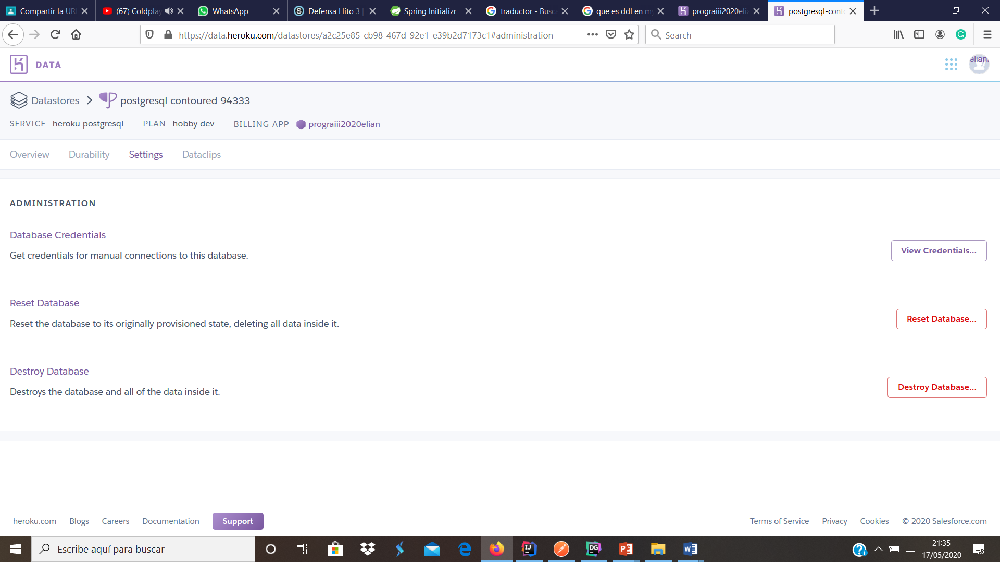 Compartir la UR
(67) Coldplay
WhatsApp
Defensa Hito 3 |
Spring Initializr
traductor - Busca
que es ddl en my
prograiii2020elia
postgresql-conto
https://data.heroku.com/datastores/a2c25e85-cb98-467d-92e1-e39b2d7173c1#administration
Search
DATA
elian.
Datastores > postgresql-contoured-94333
SERVICE heroku-postgresql PLAN hobby-dev BILLING APP prograiii2020elian
Overview Durability Settings Dataclips
ADMINISTRATION
Database Credentials
Get credentials for manual connections to this database.
View Credentials...
Reset Database
Reset the database to its originally-provisioned state, deleting all data inside it.
Reset Database...
Destroy Database
Destroys the database and all of the data inside it.
Destroy Database...
heroku.com Blogs Careers Documentation Support
Terms of Service Privacy Cookies © 2020 Salesforce.com
Escribe aquí para buscar
21:35
17/05/2020